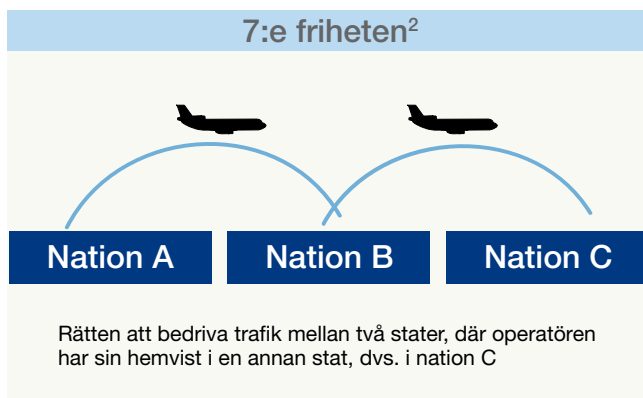 7:e friheten²
Nation A
Nation B
Nation C
Rätten att bedriva trafik mellan två stater, där operatören
har sin hemvist i en annan stat, dvs. i nation C